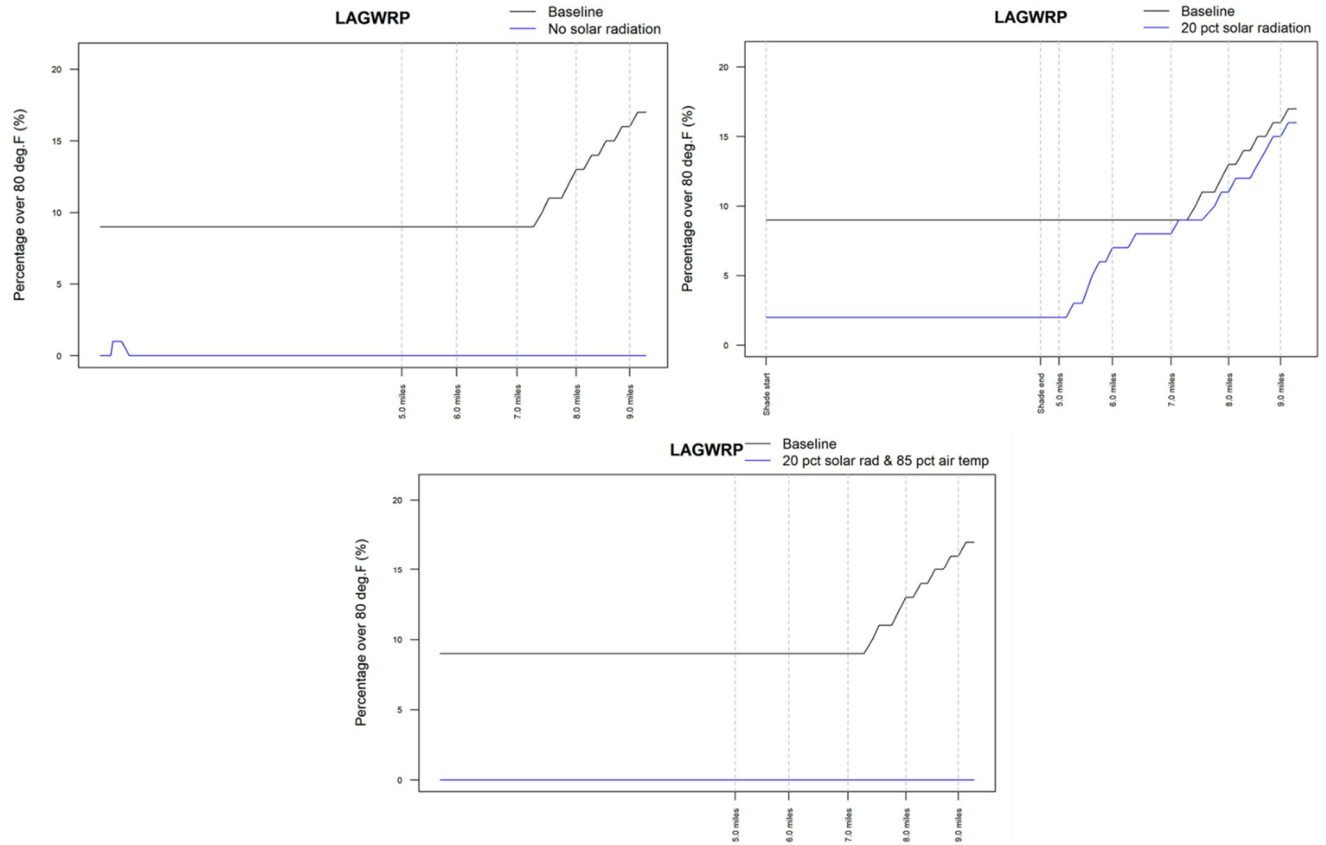 LAGWRP
Baseline
No solar radiation
Percentage over 80 deg.F (%)
20
15
10
5
0
5.0 miles
6.0 miles
7.0 miles
8.0 miles
9.0 miles
LAGWRP
Baseline
20 pct solar radiation
Percentage over 80 deg.F (%)
20
15
10
5
0
Shade start
Shade end
5.0 miles
6.0 miles
7.0 miles
8.0 miles
9.0 miles
LAGWRP
Baseline
20 pct solar rad & 85 pct air temp
Percentage over 80 deg.F (%)
20
15
10
5
0
5.0 miles
6.0 miles
7.0 miles
8.0 miles
9.0 miles